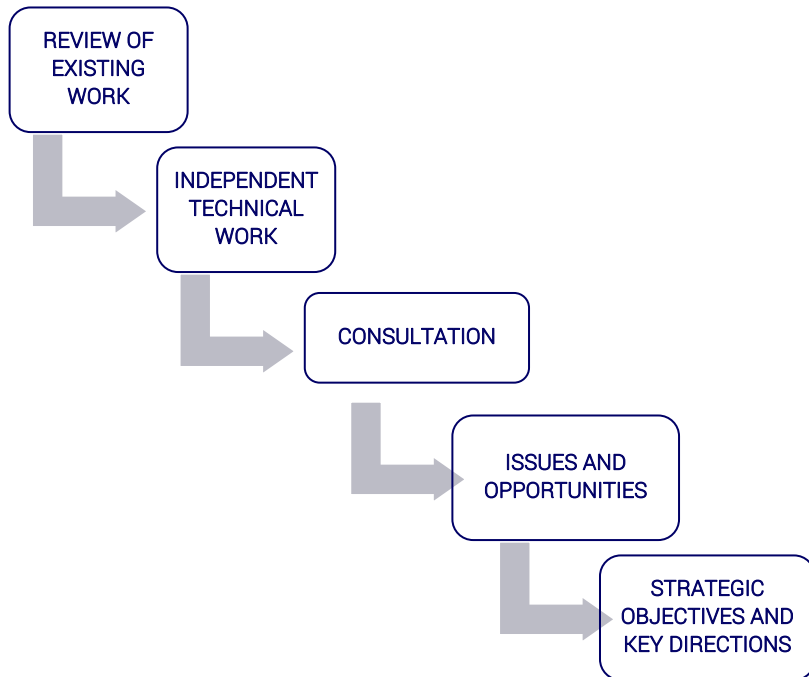 REVIEW OF
EXISTING
WORK
INDEPENDENT
TECHNICAL
WORK
CONSULTATION
ISSUES AND
OPPORTUNITIES
STRATEGIC
OBJECTIVES AND
KEY DIRECTIONS